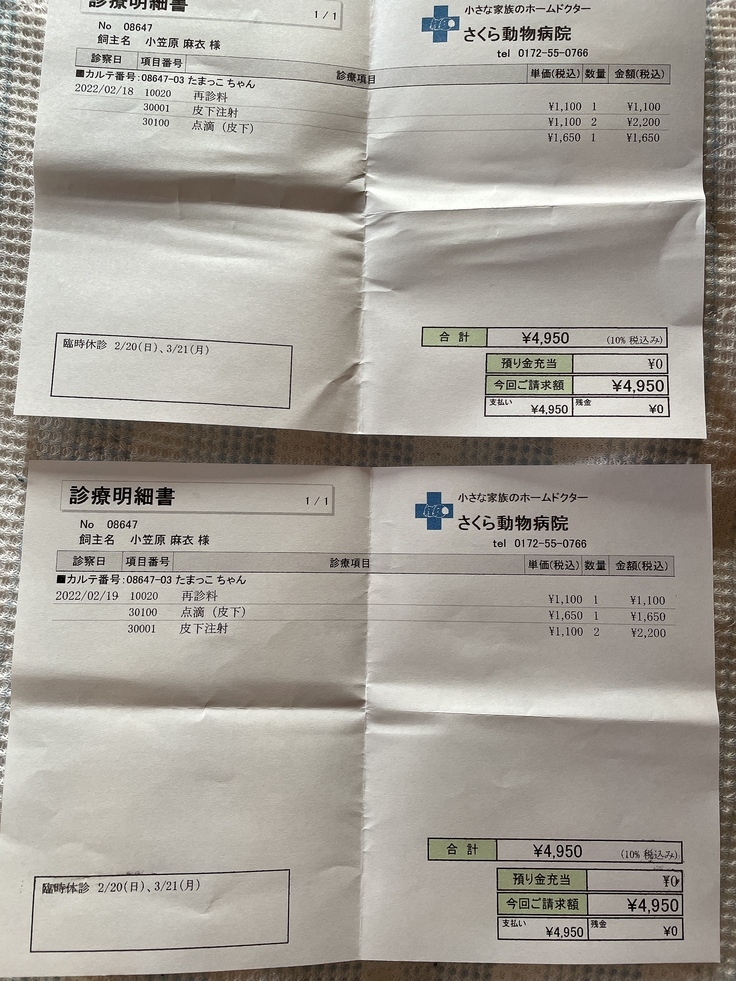 診療明細書
1 / 1
No 08647
飼主名 小笠原 麻衣 様
小さな家族のホームドクター
さくら動物病院
tel 0172-55-0766
診察日 項目番号 診療項目 単価(税込) 数量 金額(税込)
■カルテ番号:08647-03 たまっこ ちゃん
2022/02/18 10020 再診料 ¥1,100 1 ¥1,100
30001 皮下注射 ¥1,100 2 ¥2,200
30100 点滴（皮下） ¥1,650 1 ¥1,650
臨時休診 2/20(日)、3/21(月)
合計 ¥4,950 (10% 税込み)
預り金充当 ¥0
今回ご請求額 ¥4,950
支払い ¥4,950 残金 ¥0
診療明細書
1 / 1
No 08647
飼主名 小笠原 麻衣 様
小さな家族のホームドクター
さくら動物病院
tel 0172-55-0766
診察日 項目番号 診療項目 単価(税込) 数量 金額(税込)
■カルテ番号:08647-03 たまっこ ちゃん
2022/02/19 10020 再診料 ¥1,100 1 ¥1,100
30100 点滴（皮下） ¥1,650 1 ¥1,650
30001 皮下注射 ¥1,100 2 ¥2,200
臨時休診 2/20(日)、3/21(月)
合計 ¥4,950 (10% 税込み)
預り金充当 ¥0
今回ご請求額 ¥4,950
支払い ¥4,950 残金 ¥0